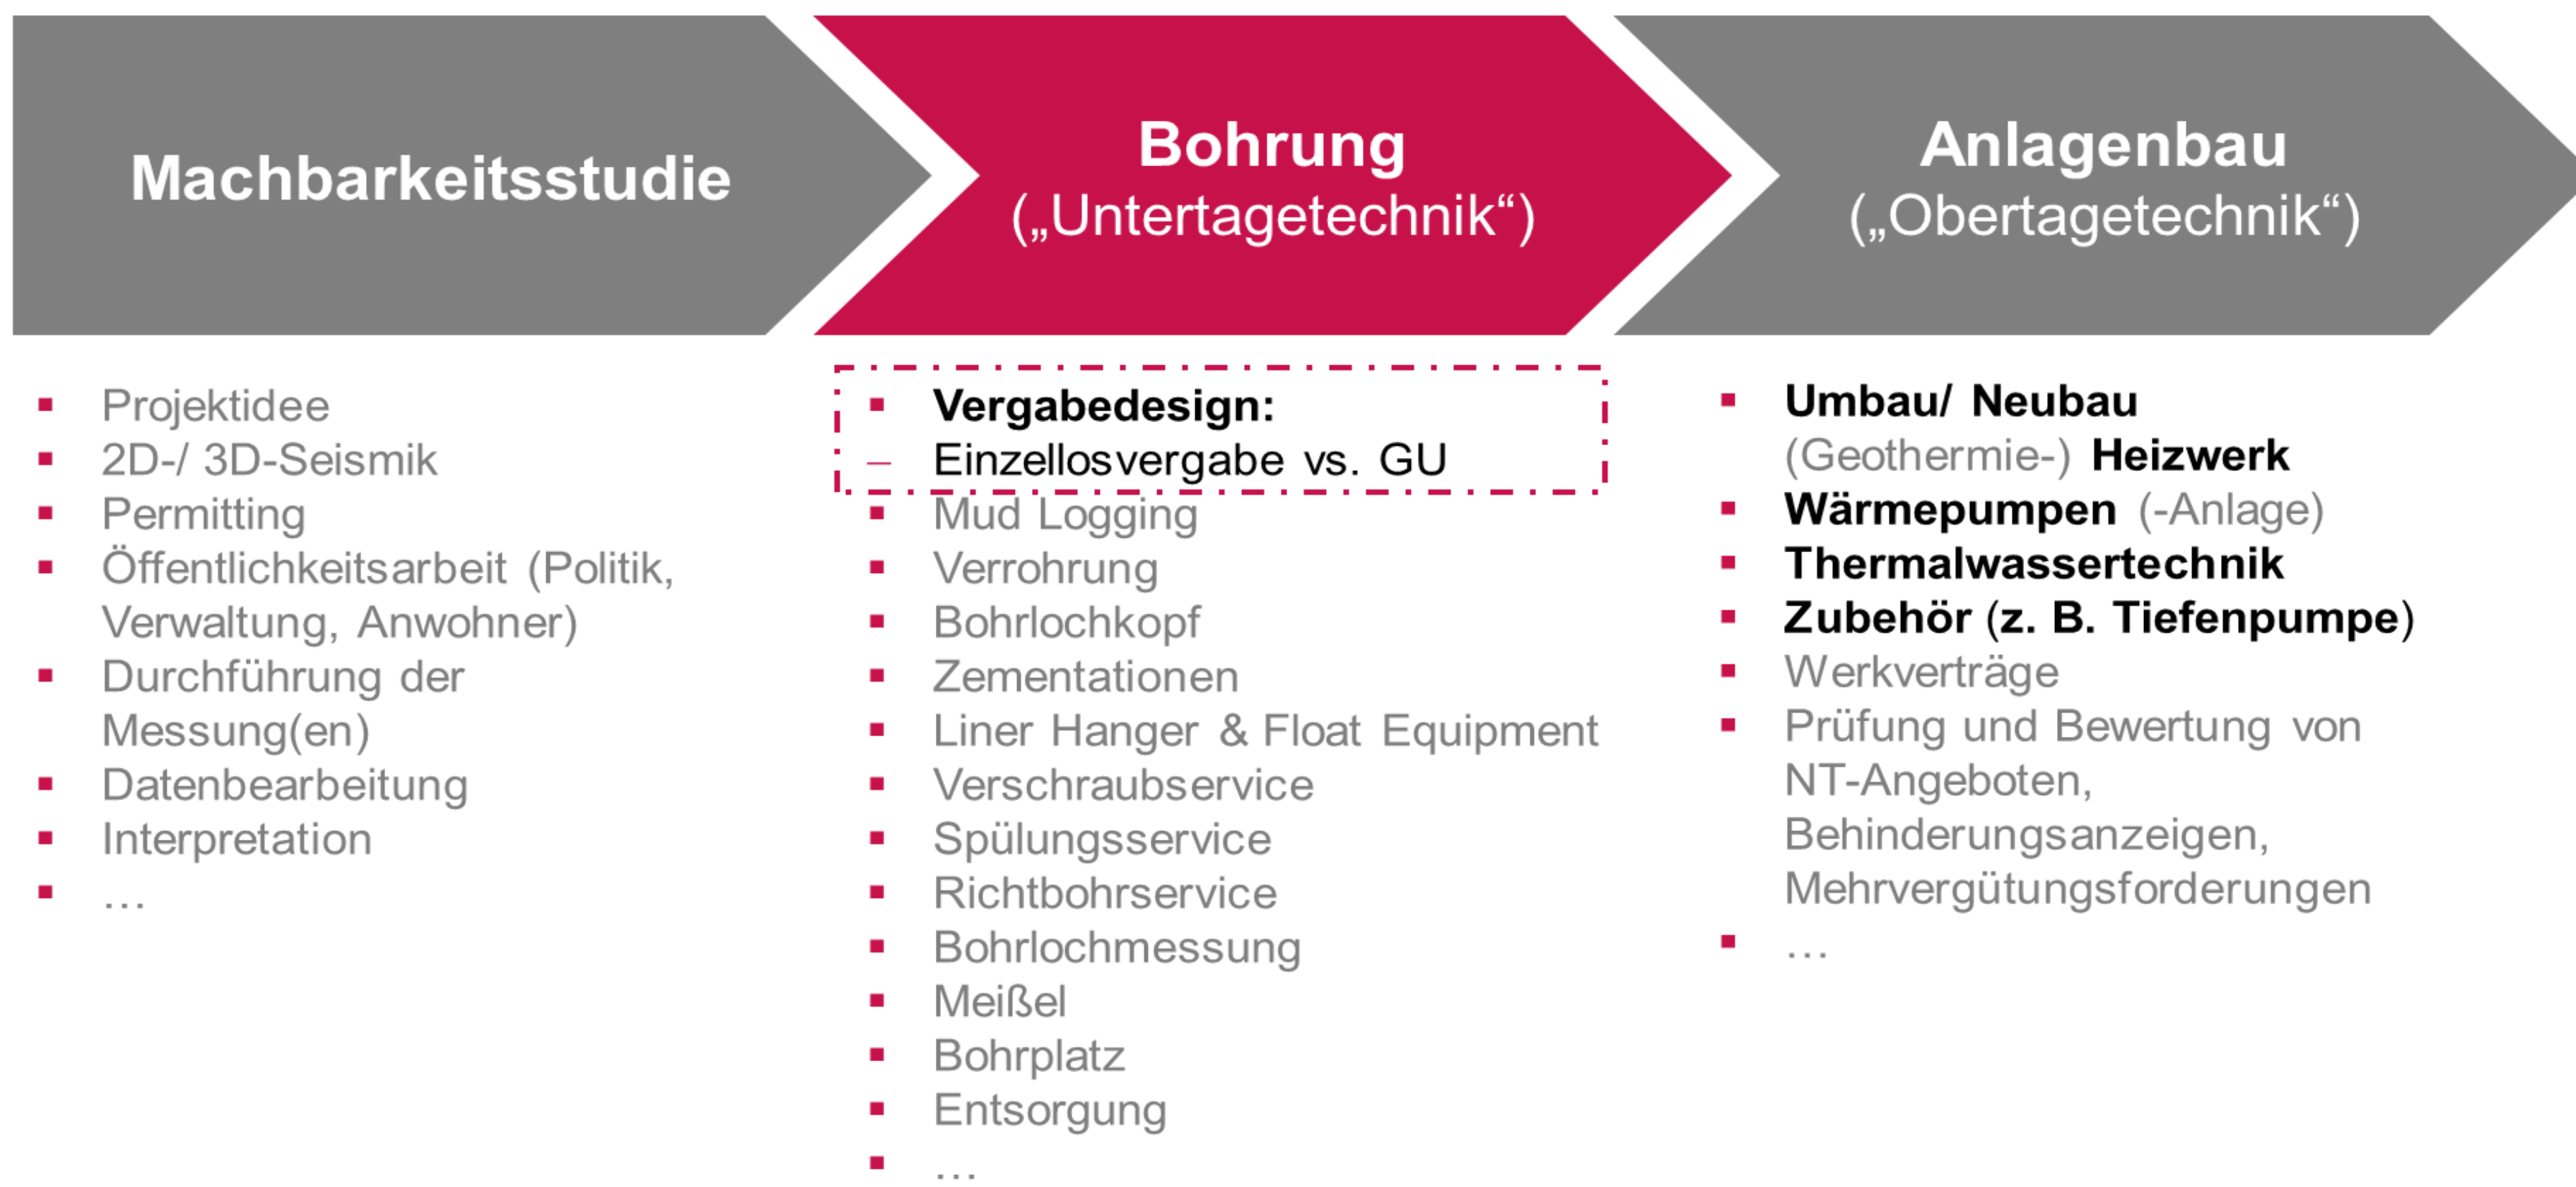 Machbarkeitsstudie
▪ Projektidee
▪ 2D-/ 3D-Seismik
▪ Permitting
▪ Öffentlichkeitsarbeit (Politik,
Verwaltung, Anwohner)
▪ Durchführung der
Messung(en)
▪ Datenbearbeitung
▪ Interpretation
▪ …
Bohrung
(„Untertagetechnik“)
▪ Vergabedesign:
– Einzellosvergabe vs. GU
▪ Mud Logging
▪ Verrohrung
▪ Bohrlochkopf
▪ Zementationen
▪ Liner Hanger & Float Equipment
▪ Verschraubservice
▪ Spülungsservice
▪ Richtbohrservice
▪ Bohrlochmessung
▪ Meißel
▪ Bohrplatz
▪ Entsorgung
▪ …
Anlagenbau
(„Obertagetechnik“)
▪ Umbau/ Neubau
(Geothermie-) Heizwerk
▪ Wärmepumpen (-Anlage)
▪ Thermalwassertechnik
▪ Zubehör (z. B. Tiefenpumpe)
▪ Werkverträge
▪ Prüfung und Bewertung von
NT-Angeboten,
Behinderungsanzeigen,
Mehrvergütungsforderungen
▪ …